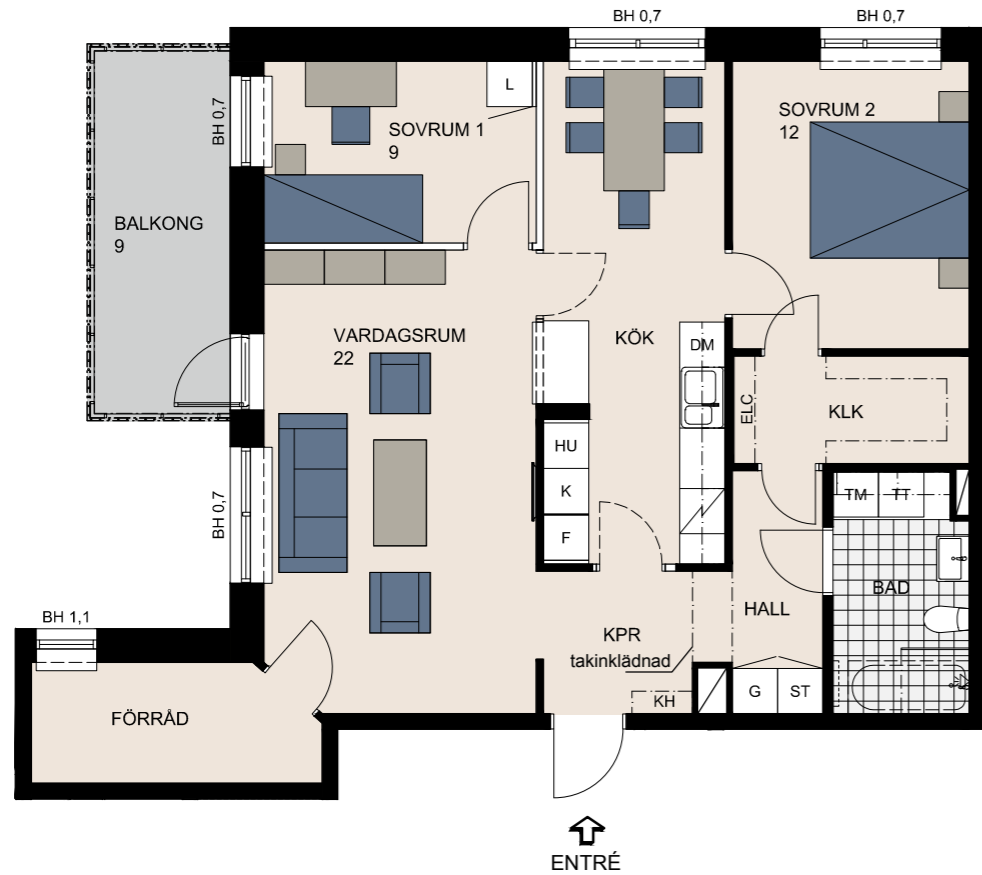 BH 0,7
BH 0,7
L
SOVRUM 1
9
SOVRUM 2
12
BH 0,7
BALKONG
9
VARDAGSRUM
22
KÖK
DM
ELC
KLK
HU
K
F
TM
TT
BH 0,7
BAD
HALL
BH 1,1
KPR
takinklädnad
G
ST
KH
FÖRRÅD
ENTRÉ